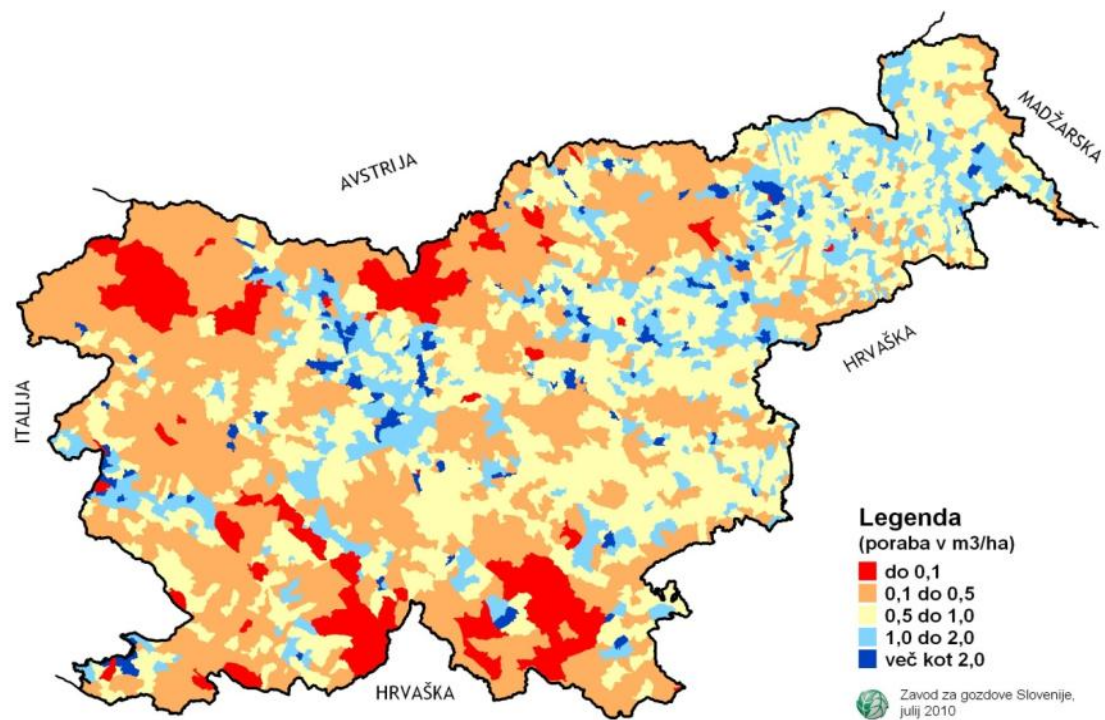 MADŽARSKA
AVSTRIJA
HRVAŠKA
ITALIJA
HRVAŠKA
Legenda
(poraba v m3/ha)
do 0,1
0,1 do 0,5
0,5 do 1,0
1,0 do 2,0
več kot 2,0
Zavod za gozdove Slovenije,
julij 2010